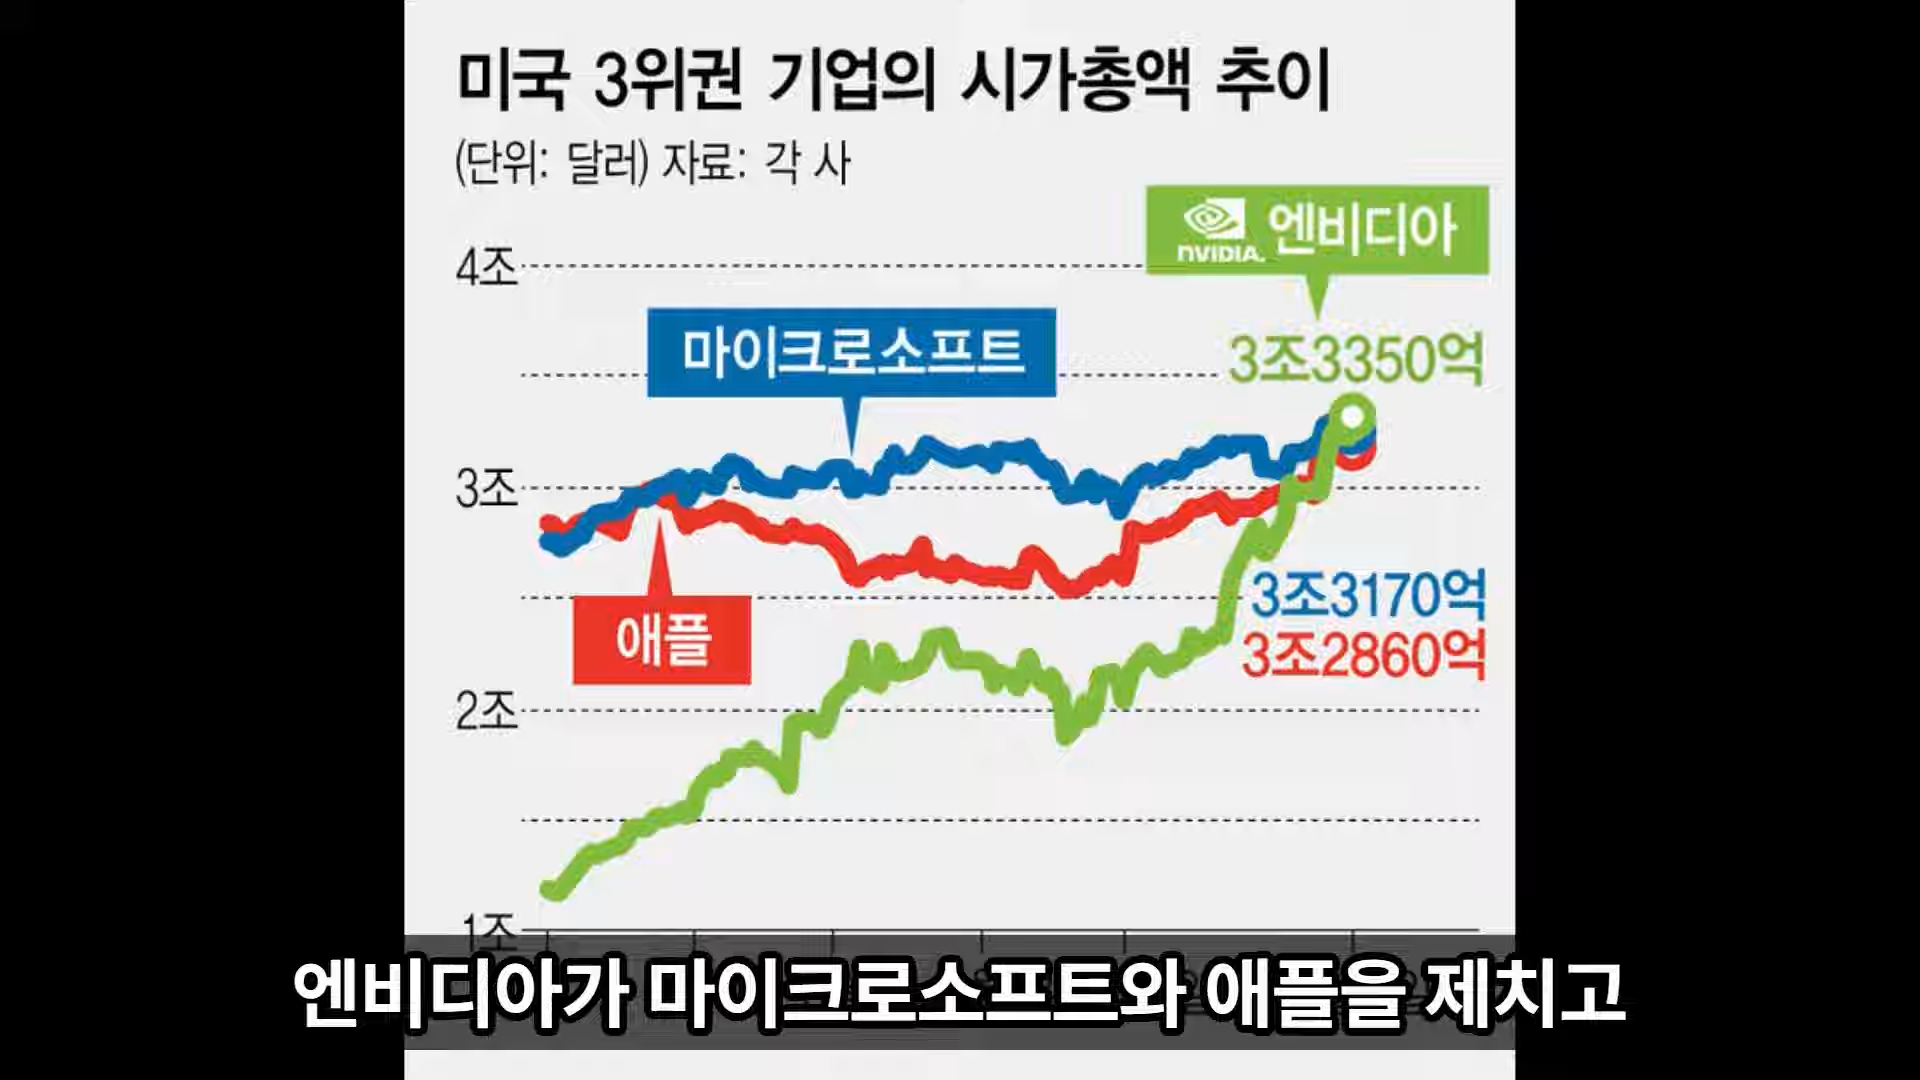 미국 3위권 기업의 시가총액 추이
(단위: 달러) 자료: 각 사
NVIDIA. 엔비디아
4조
마이크로소프트
3조3350억
3조
3조3170억
애플
3조2860억
2조
1조
엔비디아가 마이크로소프트와 애플을 제치고